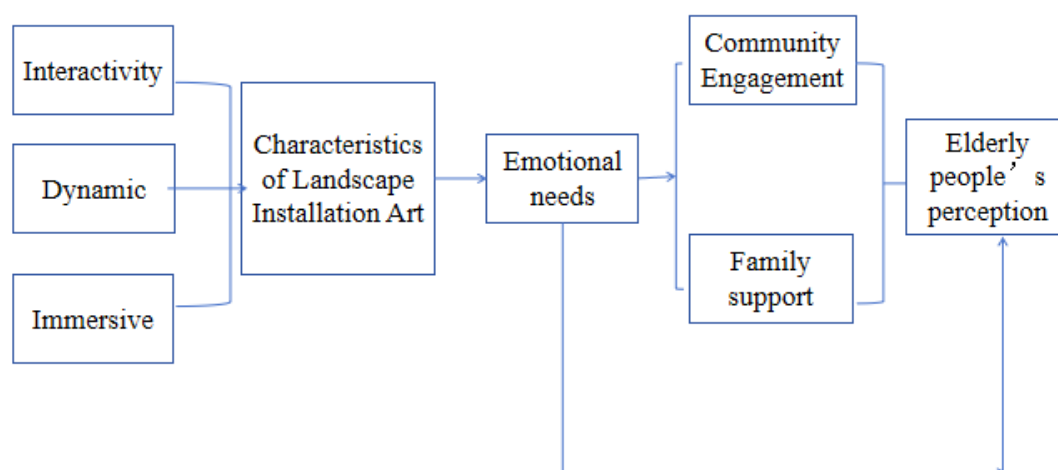 Interactivity
Dynamic
Immersive
Characteristics
of Landscape
Installation Art
Emotional
needs
Community
Engagement
Family
support
Elderly
people’s
perception